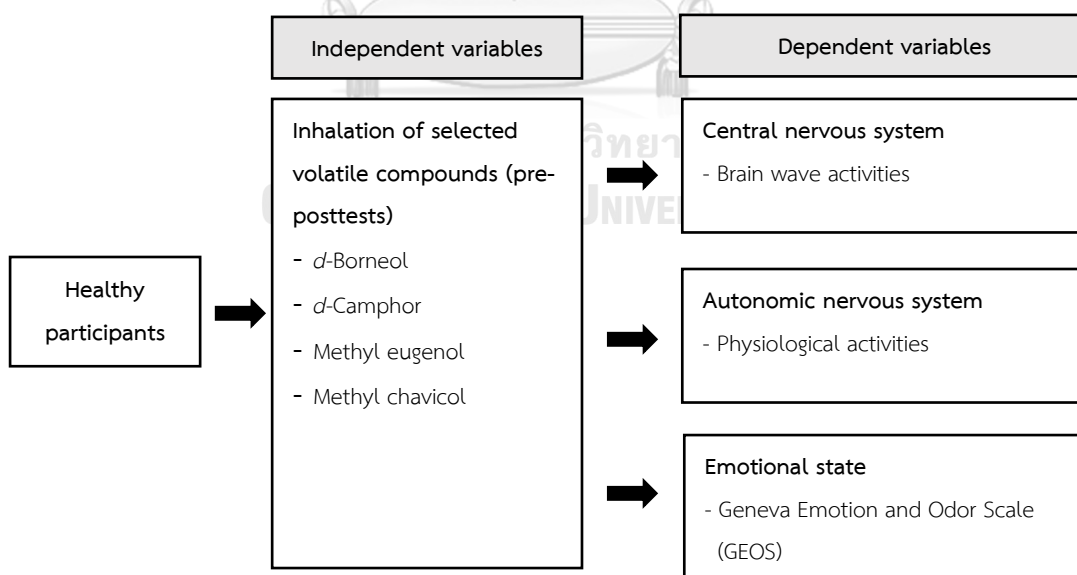 Independent variables
Dependent variables
Healthy
participants
Inhalation of selected
volatile compounds (pre-
posttests)
- d-Borneol
- d-Camphor
- Methyl eugenol
- Methyl chavicol
Central nervous system
- Brain wave activities
Autonomic nervous system
- Physiological activities
Emotional state
- Geneva Emotion and Odor Scale
(GEOS)